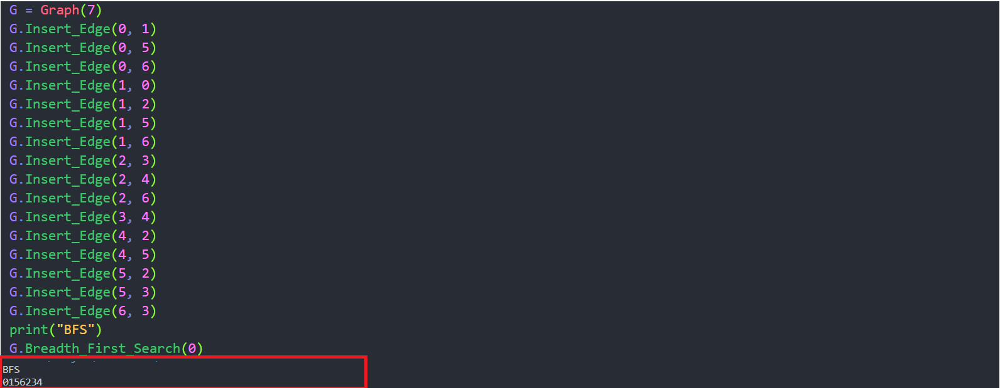 G = Graph(7)
G.Insert_Edge(0, 1)
G.Insert_Edge(0, 5)
G.Insert_Edge(0, 6)
G.Insert_Edge(1, 0)
G.Insert_Edge(1, 2)
G.Insert_Edge(1, 5)
G.Insert_Edge(1, 6)
G.Insert_Edge(2, 3)
G.Insert_Edge(2, 4)
G.Insert_Edge(2, 6)
G.Insert_Edge(3, 4)
G.Insert_Edge(4, 2)
G.Insert_Edge(4, 5)
G.Insert_Edge(5, 2)
G.Insert_Edge(5, 3)
G.Insert_Edge(6, 3)
print("BFS")
G.Breadth_First_Search(0)
BFS
0156234